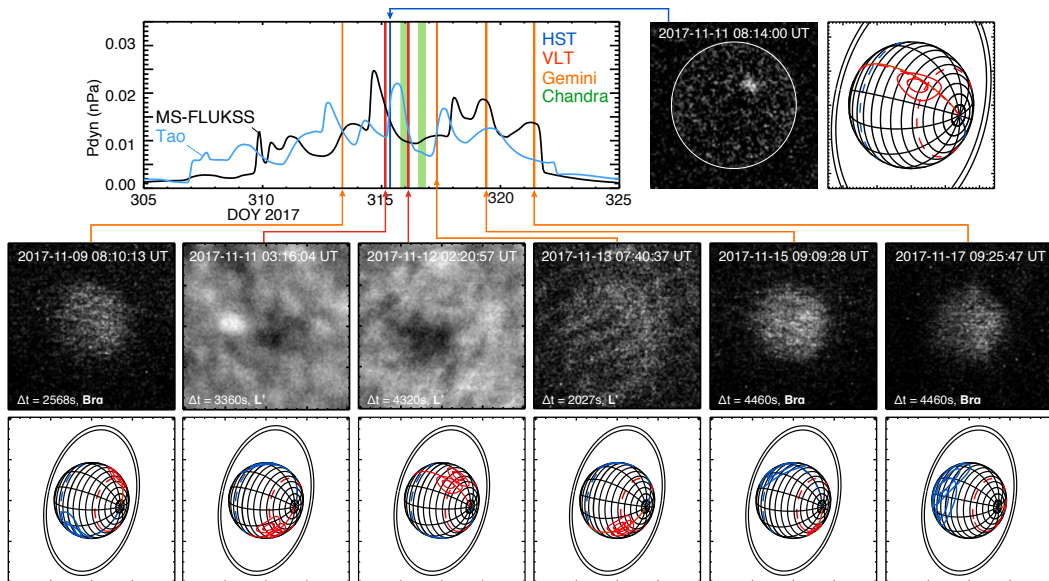 0.03
0.02
0.01
0.00
Pdyn (nPa)
MS-FLUKSS
Tao
HST
VLT
Gemini
Chandra
305
310
315
320
325
DOY 2017
2017-11-11 08:14:00 UT
2017-11-09 08:10:13 UT
2017-11-11 03:16:04 UT
2017-11-12 02:20:57 UT
2017-11-13 07:40:37 UT
2017-11-15 09:09:28 UT
2017-11-17 09:25:47 UT
Δt = 2568s, Brα
Δt = 3360s, L'
Δt = 4320s, L'
Δt = 2027s, L'
Δt = 4460s, Brα
Δt = 4460s, Brα